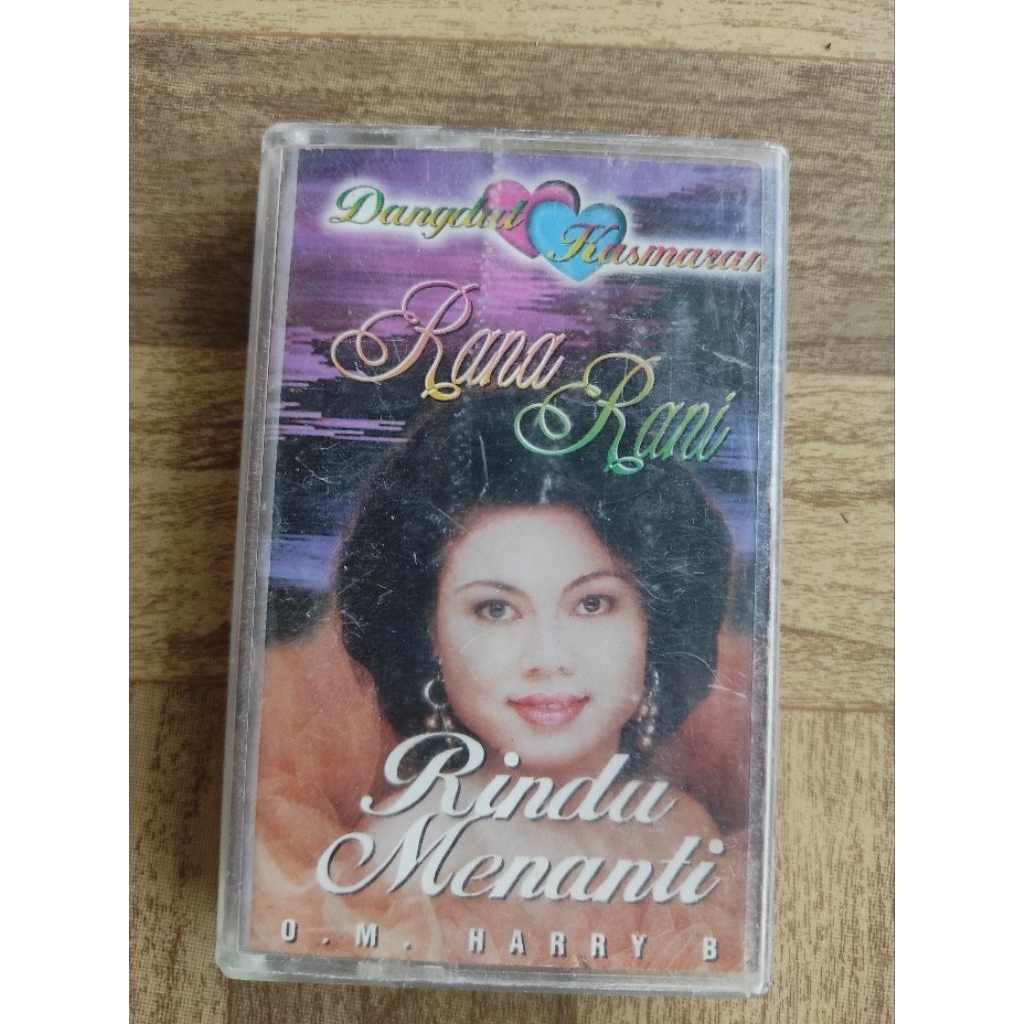 Dangdut Kasmaran
Rana
Rani
Rindu
Menanti
O.M. HARRY B